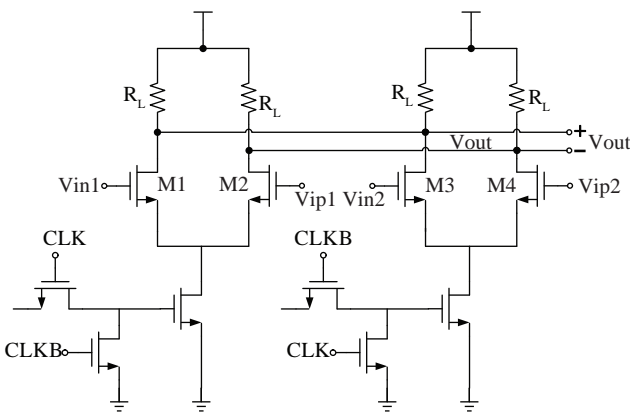 R_L
R_L
R_L
R_L
+
Vout
Vout
−
Vin1
M1
M2
Vip1
Vin2
M3
M4
Vip2
CLK
CLKB
CLKB
CLK